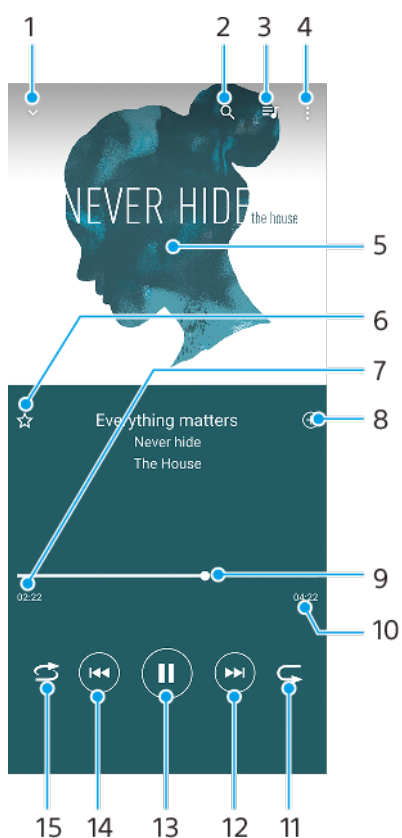 1 2 3 4
NEVER HIDE the house
5
6
7
Everything matters
8
Never hide
The House
9
02:22 04:22
10
15 14 13 12 11